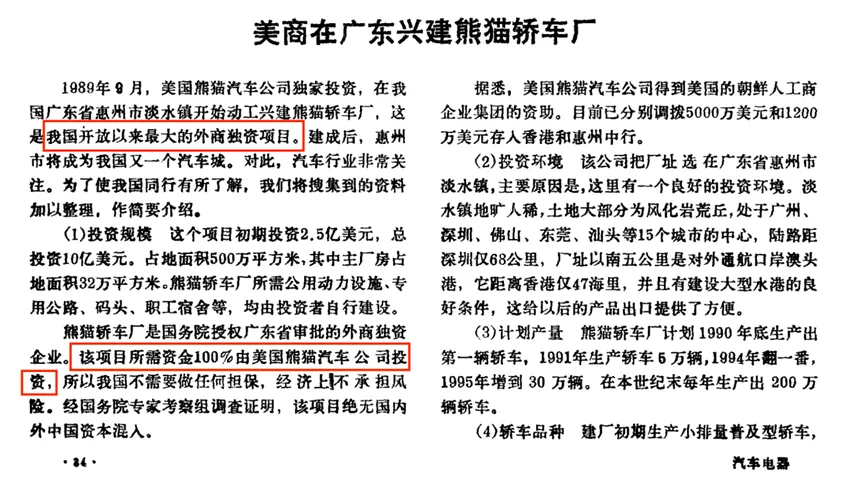 美商在广东兴建熊猫轿车厂
1989年9月，美国熊猫汽车公司独家投资，在我
国广东省惠州市淡水镇开始动工兴建熊猫轿车厂，这
是我国开放以来最大的外商独资项目。建成后，惠州
市将成为我国又一个汽车城。对此，汽车行业非常关
注。为了使我国同行有所了解，我们将搜集到的资料
加以整理，作简要介绍。
(1)投资规模 这个项目初期投资2.5亿美元，总
投资10亿美元。占地面积500万平方米，其中主厂房占
地面积32万平方米。熊猫轿车厂所需公用动力设施、专
用公路、码头、职工宿舍等，均由投资者自行建设。
熊猫轿车厂是国务院授权广东省审批的外商独资
企业。该项目所需资金100%由美国熊猫汽车公司投
资，所以我国不需要做任何担保，经济上不承担风
险。经国务院专家考察组调查证明，该项目绝无国内
外中国资本混入。
·34·
据悉，美国熊猫汽车公司得到美国的朝鲜人工商
企业集团的资助。目前已分别调拨5000万美元和1200
万美元存人香港和惠州中行。
(2)投资环境 该公司把厂址选在广东省惠州市
淡水镇，主要原因是，这里有一个良好的投资环境。淡
水镇地旷人稀，土地大部分为风化岩荒丘，处于广州、
深圳、佛山、东莞、汕头等15个城市的中心，陆路距
深圳仅68公里，厂址以南五公里是对外通航口岸澳头
港，它距离香港仅47海里，并且有建设大型水港的良
好条件，这给以后的产品出口提供了方便。
(3)计划产量 熊猫轿车厂计划1990年底生产出
第一辆轿车，1991年生产轿车5万辆，1994年翻一番，
1995年增到30万辆。在本世纪末每年生产出200万
辆轿车。
(4)轿车品种 建厂初期生产小排量普及型轿车，
汽车电器